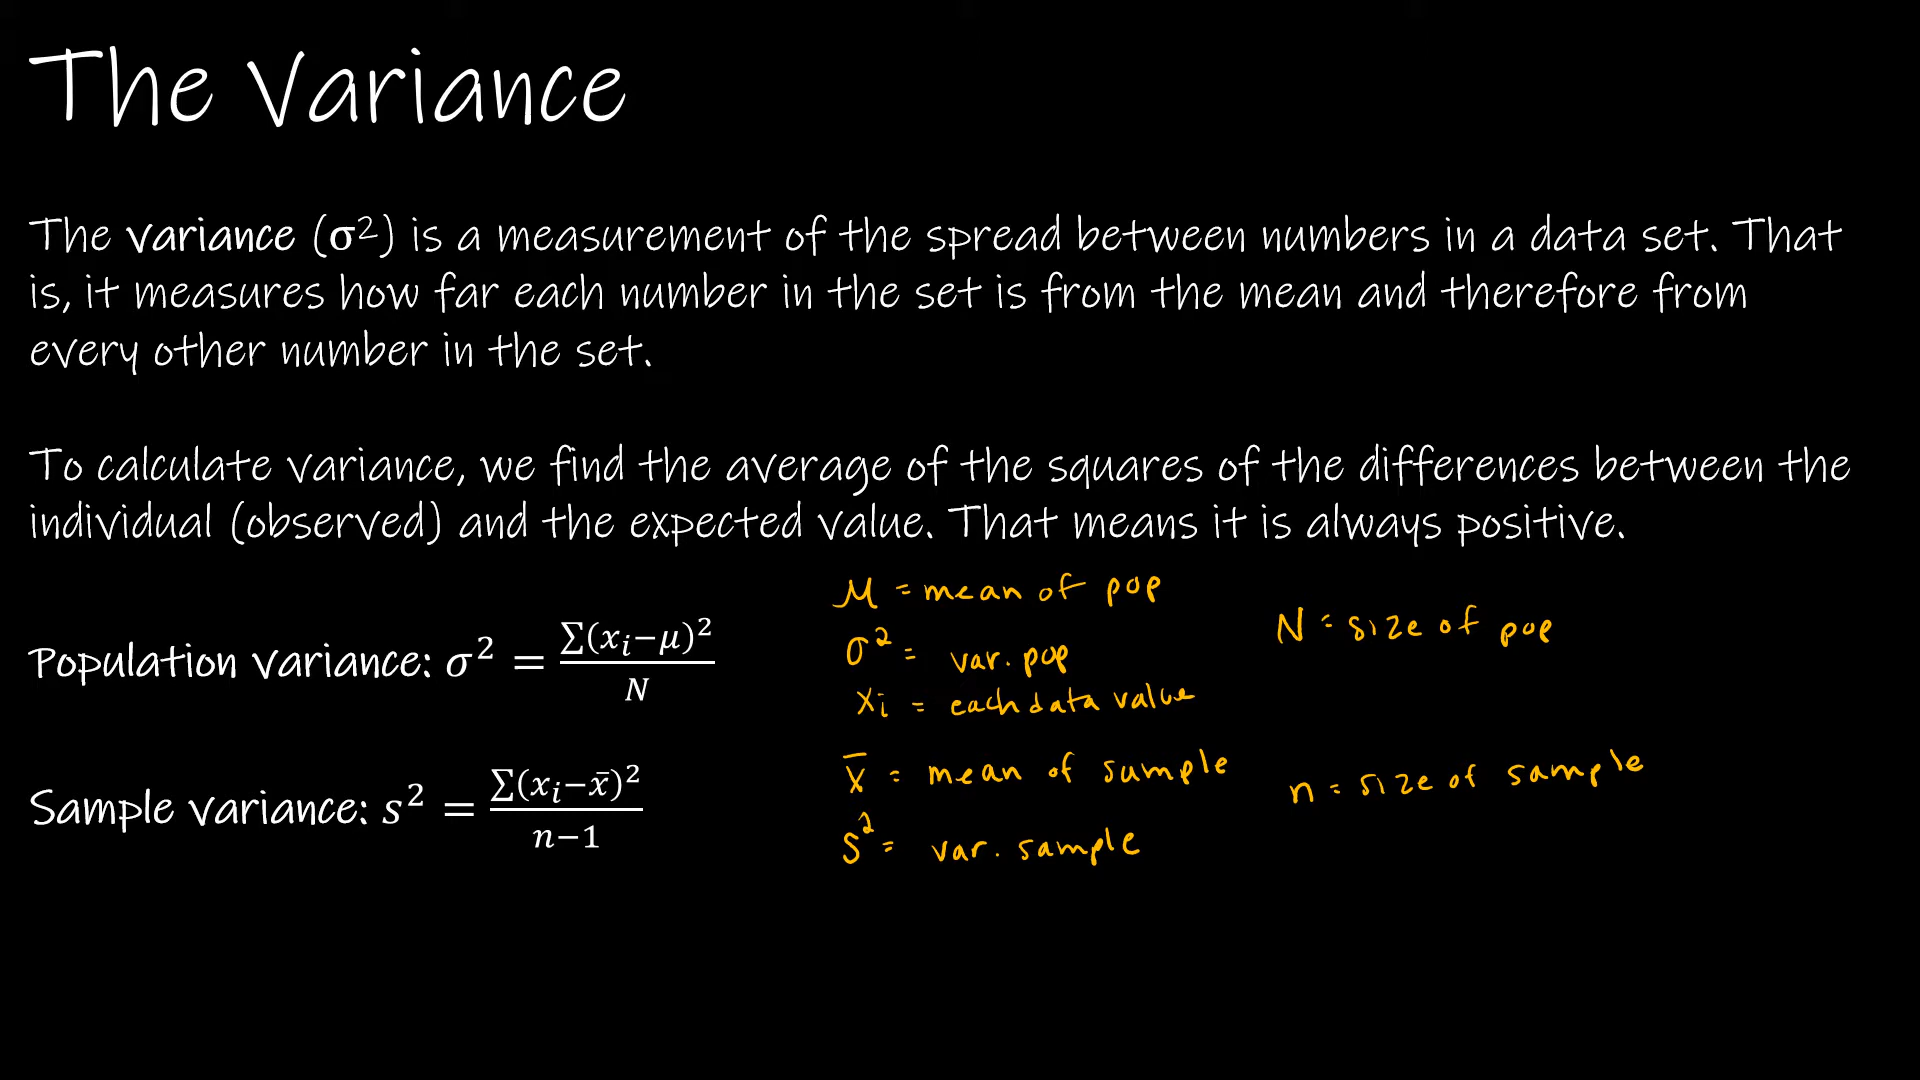 The Variance
The variance (σ²) is a measurement of the spread between numbers in a data set. That
is, it measures how far each number in the set is from the mean and therefore from
every other number in the set.
To calculate variance, we find the average of the squares of the differences between the
individual (observed) and the expected value. That means it is always positive.
μ = mean of pop
N = size of pop
Population variance: σ² = ∑(xᵢ−μ)² / N
σ² = var. pop
xᵢ = each data value
x̄ = mean of sample
n = size of sample
Sample variance: s² = ∑(xᵢ−x̄)² / n−1
s² = var. sample